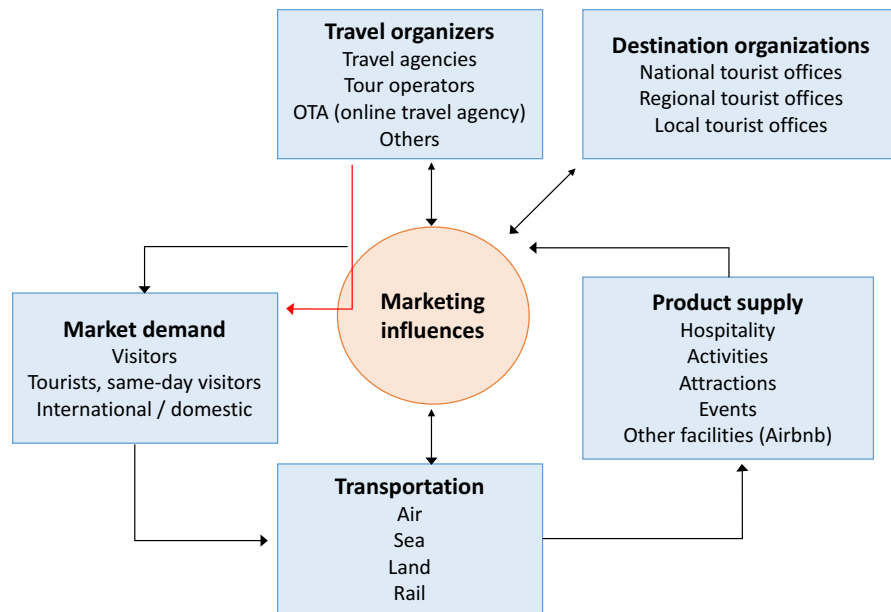 Travel organizers
Travel agencies
Tour operators
OTA (online travel agency)
Others
Destination organizations
National tourist offices
Regional tourist offices
Local tourist offices
Marketing
influences
Market demand
Visitors
Tourists, same-day visitors
International / domestic
Product supply
Hospitality
Activities
Attractions
Events
Other facilities (Airbnb)
Transportation
Air
Sea
Land
Rail